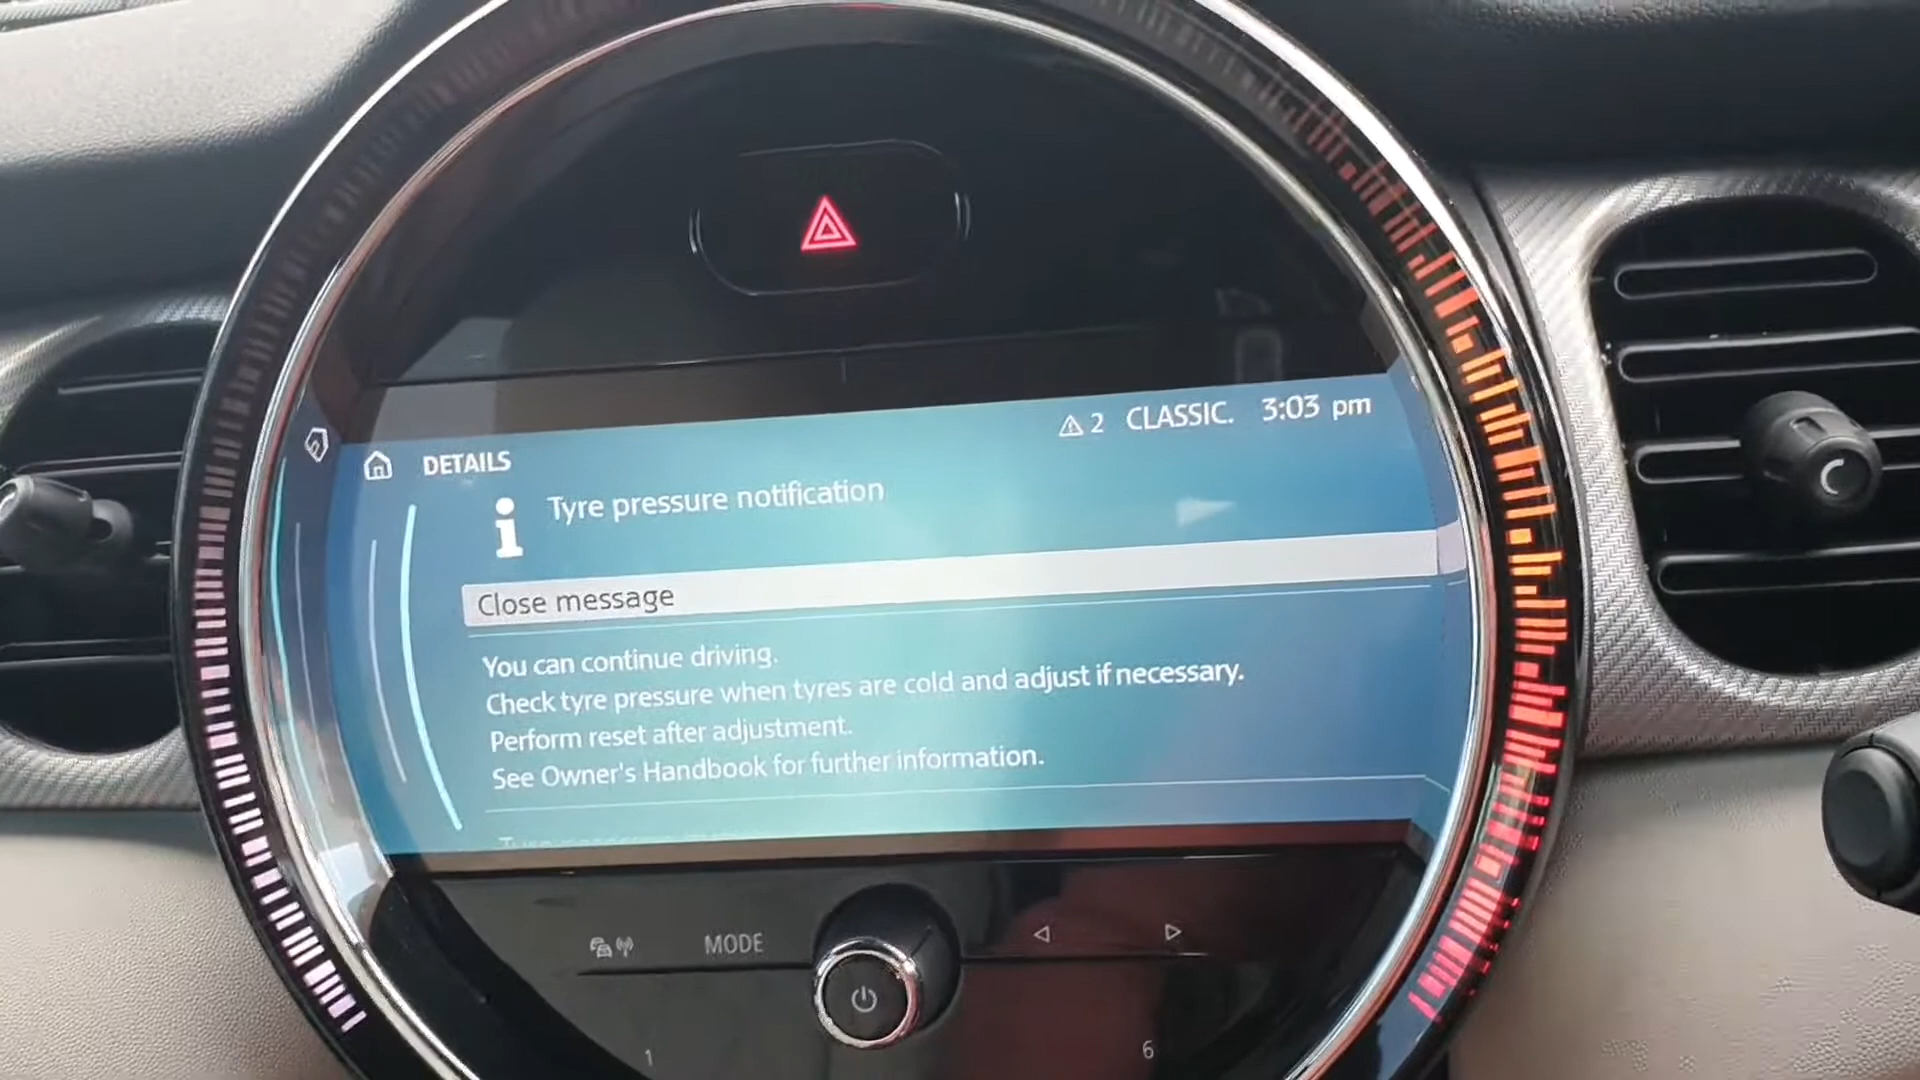 2 CLASSIC. 3:03 pm
DETAILS
Tyre pressure notification
Close message
You can continue driving.
Check tyre pressure when tyres are cold and adjust if necessary.
Perform reset after adjustment.
See Owner's Handbook for further information.
MODE
1 6